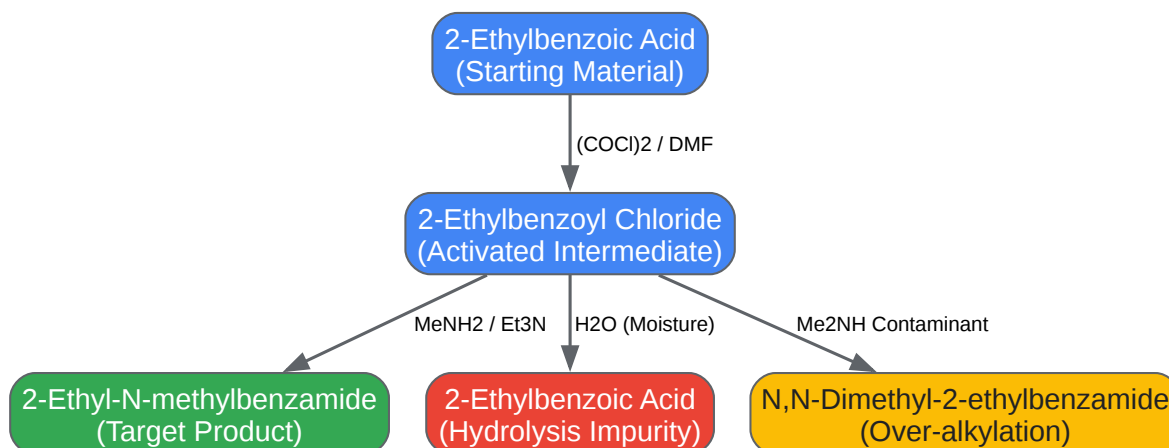 2-Ethylbenzoic Acid
(Starting Material)
(COCl)2 / DMF
2-Ethylbenzoyl Chloride
(Activated Intermediate)
MeNH2 / Et3N
H2O (Moisture)
Me2NH Contaminant
2-Ethyl-N-methylbenzamide
(Target Product)
2-Ethylbenzoic Acid
(Hydrolysis Impurity)
N,N-Dimethyl-2-ethylbenzamide
(Over-alkylation)